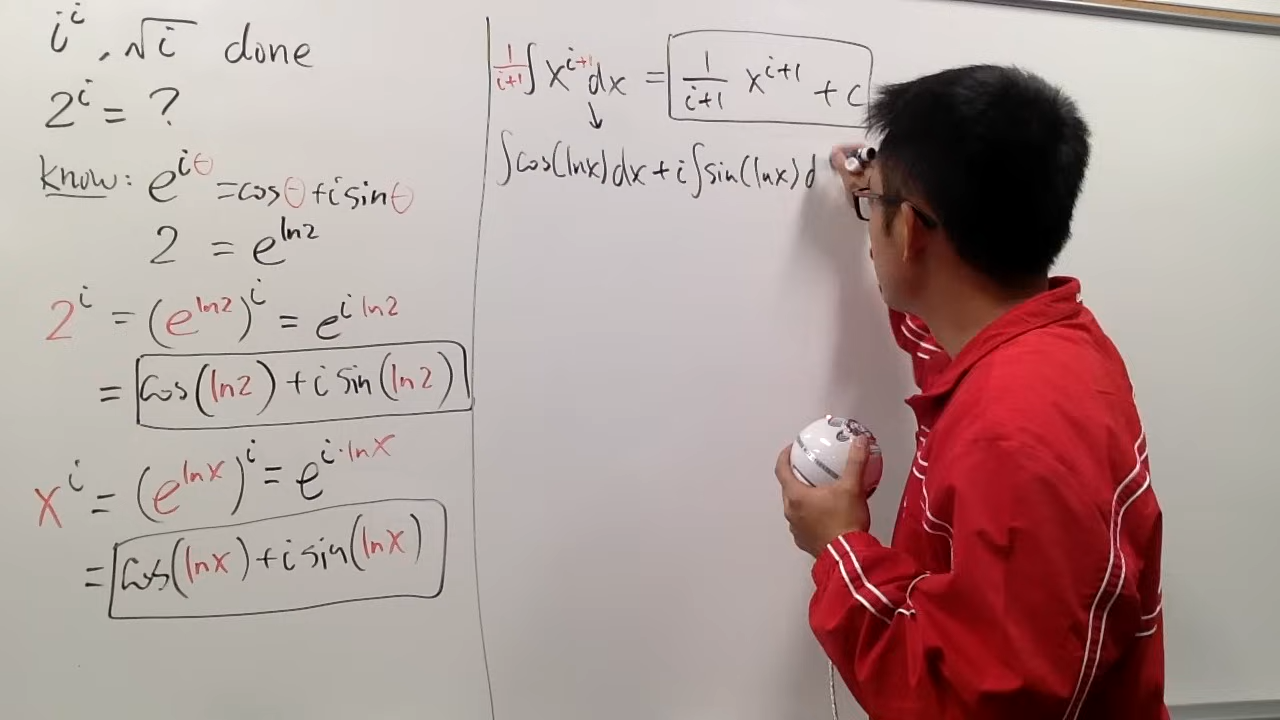 i^i, √i done
2^i = ?
Know: e^{iθ} = cosθ + i sinθ
2 = e^{ln2}
2^i = (e^{ln2})^i = e^{i ln2}
= cos(ln2) + i sin(ln2)
x^i = (e^{lnx})^i = e^{i·lnx}
= cos(lnx) + i sin(lnx)
1/(i+1) ∫ x^{i+1} dx = 1/(i+1) x^{i+1} + C
↓
∫cos(lnx)dx + i∫sin(lnx)d